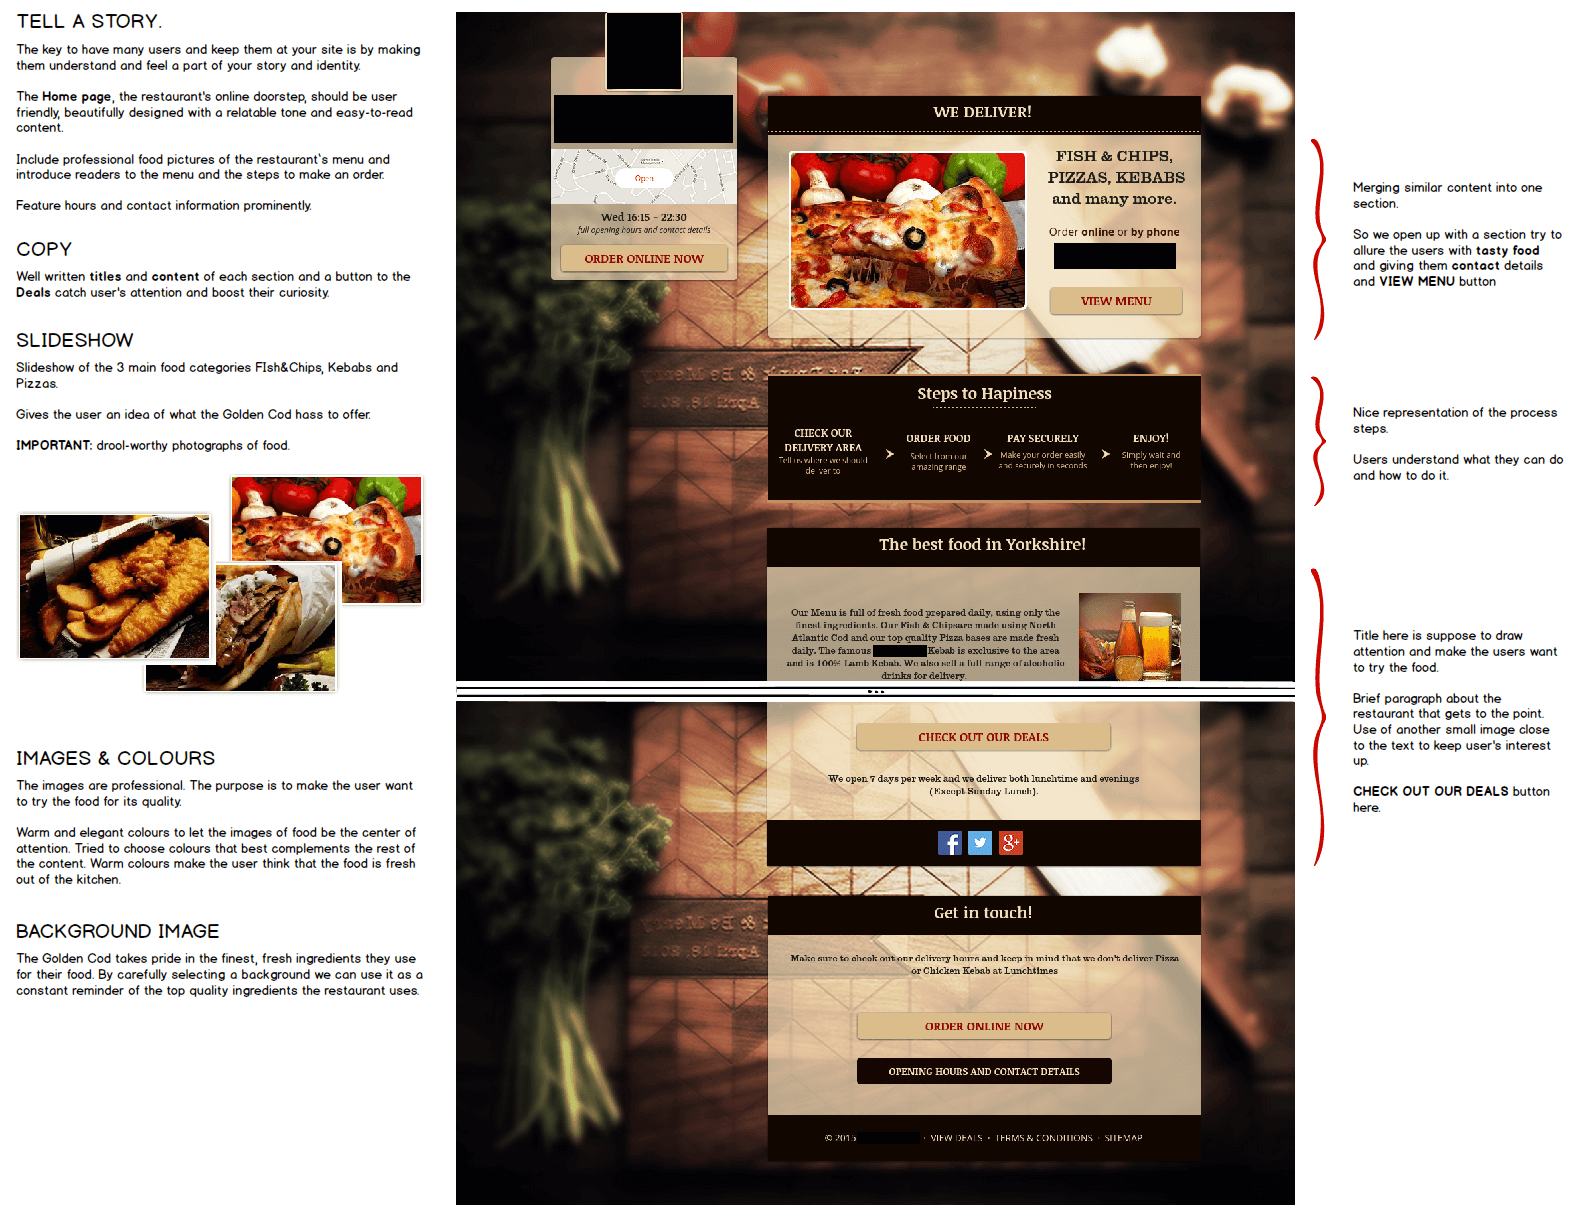 TELL A STORY.
The key to have many users and keep them at your site is by making
them understand and feel a part of your story and identity.
The Home page, the restaurant's online doorstep, should be user
friendly, beautifully designed with a relatable tone and easy-to-read
content.
Include professional food pictures of the restaurant`s menu and
introduce readers to the menu and the steps to make an order.
Feature hours and contact information prominently.
COPY
Well written titles and content of each section and a button to the
Deals catch user's attention and boost their curiosity.
SLIDESHOW
Slideshow of the 3 main food categories FIsh&Chips, Kebabs and
Pizzas.
Gives the user an idea of what the Golden Cod hass to offer.
IMPORTANT: drool-worthy photographs of food.
IMAGES & COLOURS
The images are professional. The purpose is to make the user want
to try the food for its quality.
Warm and elegant colours to let the images of food be the center of
attention. Tried to choose colours that best complements the rest of
the content. Warm colours make the user think that the food is fresh
out of the kitchen.
BACKGROUND IMAGE
The Golden Cod takes pride in the finest, fresh ingredients they use
for their food. By carefully selecting a background we can use it as a
constant reminder of the top quality ingredients the restaurant uses.
Open
Wed 16:15 - 22:30
full opening hours and contact details
ORDER ONLINE NOW
WE DELIVER!
FISH & CHIPS,
PIZZAS, KEBABS
and many more.
Order online or by phone
VIEW MENU
Steps to Hapiness
CHECK OUR
DELIVERY AREA
Tell us where we should
deliver to
ORDER FOOD
Select from our
amazing range
PAY SECURELY
Make your order easily
and securely in seconds
ENJOY!
Simply wait and
then enjoy!
The best food in Yorkshire!
Our Menu is full of fresh food prepared daily, using only the
finest ingredients. Our Fish & Chipsare made using North
Atlantic Cod and our top quality Pizza bases are made fresh
daily. The famous Kebab is exclusive to the area
and is 100% Lamb Kebab. We also sell a full range of alcoholic
drinks for delivery.
...
CHECK OUT OUR DEALS
We open 7 days per week and we deliver both lunchtime and evenings
(Except Sunday Lunch).
f
g+
Get in touch!
Make sure to check out our delivery hours and keep in mind that we don't deliver Pizza
or Chicken Kebab at Lunchtimes
ORDER ONLINE NOW
OPENING HOURS AND CONTACT DETAILS
© 2015 · VIEW DEALS · TERMS & CONDITIONS · SITEMAP
Merging similar content into one
section.
So we open up with a section try to
allure the users with tasty food
and giving them contact details
and VIEW MENU button
Nice representation of the process
steps.
Users understand what they can do
and how to do it.
Title here is suppose to draw
attention and make the users want
to try the food.
Brief paragraph about the
restaurant that gets to the point.
Use of another small image close
to the text to keep user's interest
up.
CHECK OUT OUR DEALS button
here.